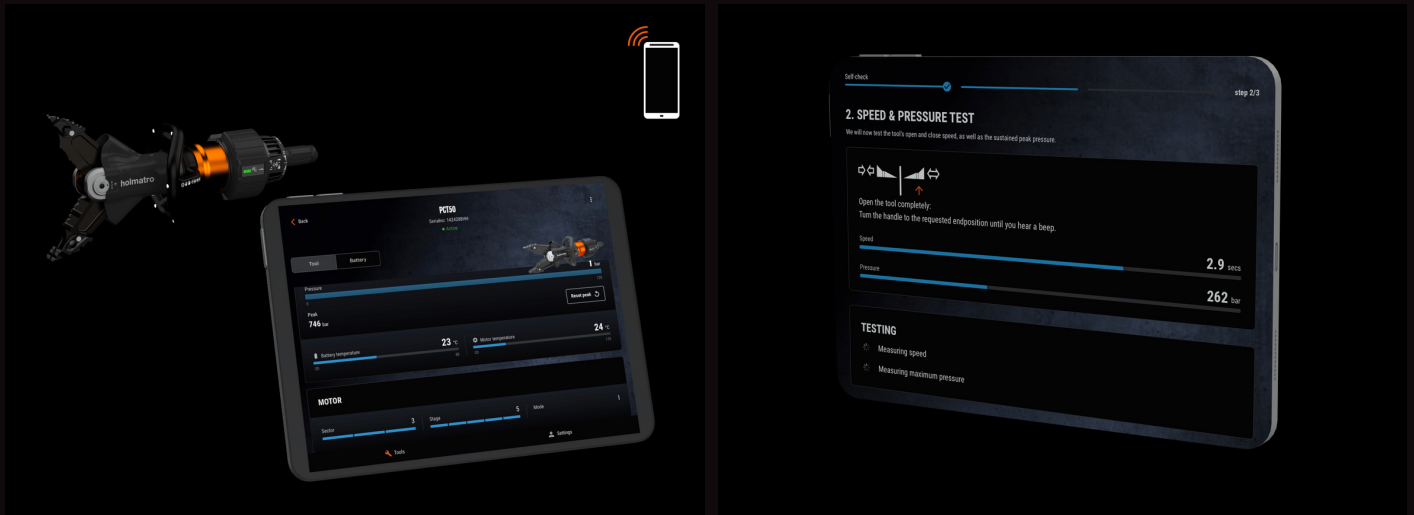 holmatro
Back
PCT50
Active
Tool
Battery
Pressure
1 bar
0
Peak
746 bar
Reset peak
Battery temperature
23 °C
Motor temperature
24 °C
MOTOR
Sector
3
Stage
5
Mode
1
Tools
Settings
Self-check
step 2/3
2. SPEED & PRESSURE TEST
We will now test the tool's open and close speed, as well as the sustained peak pressure.
Open the tool completely:
Turn the handle to the requested endposition until you hear a beep.
Speed
2.9 secs
Pressure
262 bar
TESTING
Measuring speed
Measuring maximum pressure